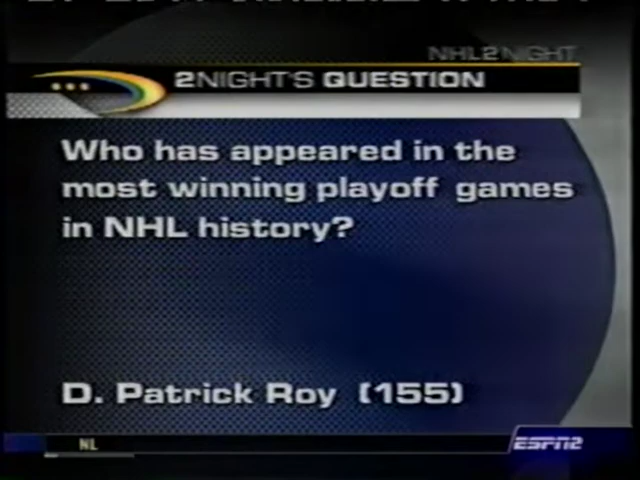 NHL2NIGHT
2NIGHT'S QUESTION
Who has appeared in the
most winning playoff games
in NHL history?
D. Patrick Roy (155)
NL
ESPN2